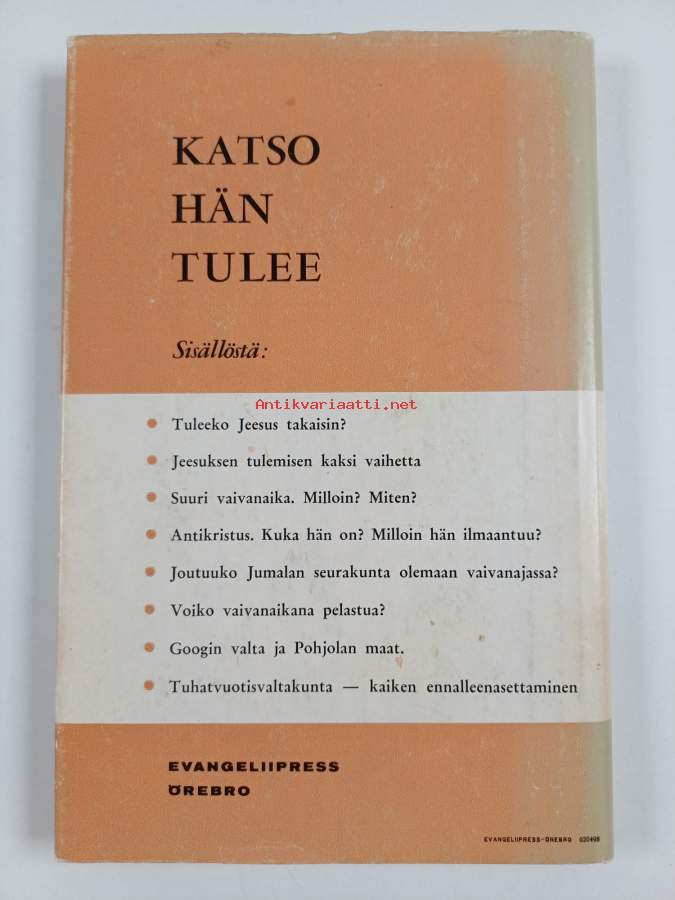 KATSO
HÄN
TULEE
Sisällöstä:
Antikvariaatti.net
Tuleeko Jeesus takaisin?
Jeesuksen tulemisen kaksi vaihetta
Suuri vaivanaika. Milloin? Miten?
Antikristus. Kuka hän on? Milloin hän ilmaantuu?
Joutuuko Jumalan seurakunta olemaan vaivanajassa?
Voiko vaivanaikana pelastua?
Googin valta ja Pohjolan maat.
Tuhatvuotisvaltakunta — kaiken ennalleenasettaminen
EVANGELIIPRESS
ÖREBRO
EVANGELIIPRESS-ÖREBRO 620498